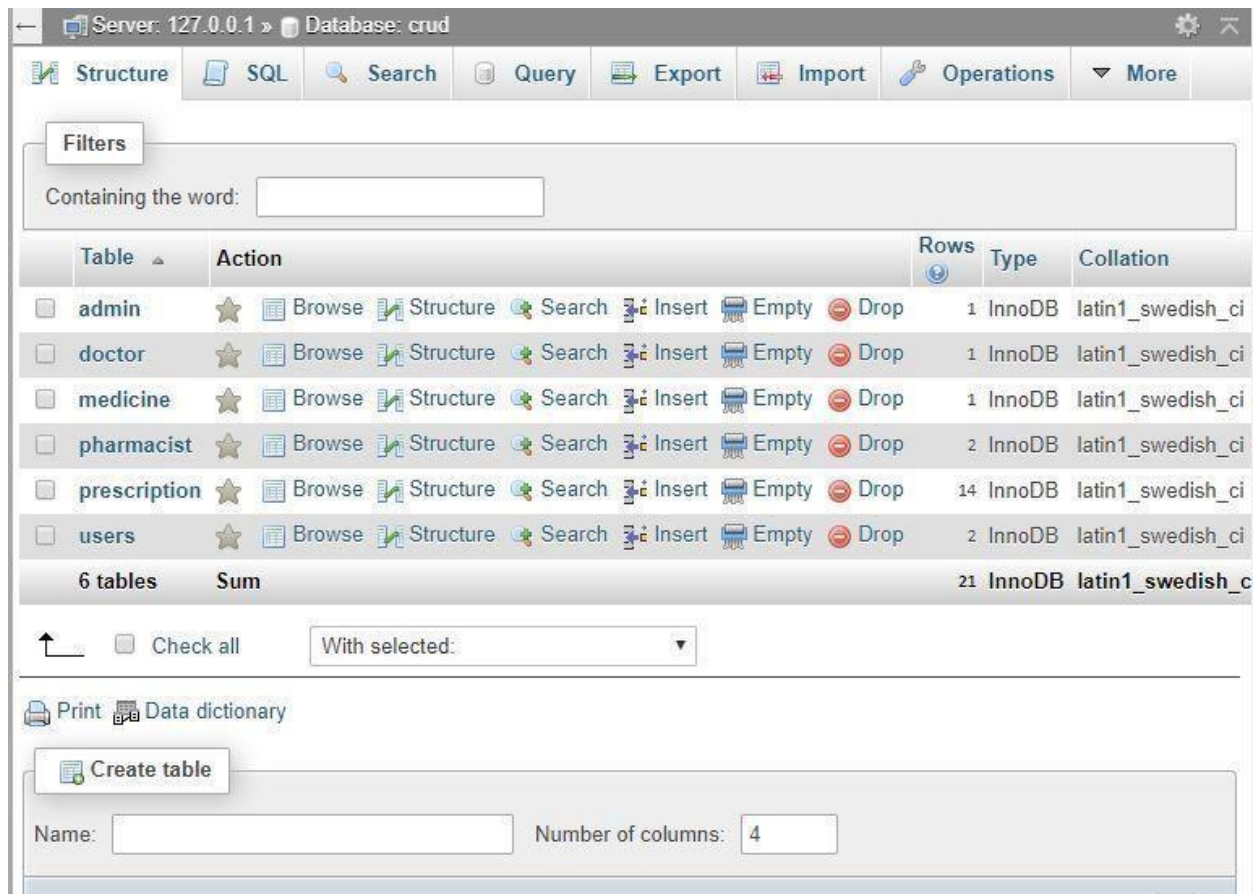 ← Server: 127.0.0.1 » Database: crud
Structure SQL Search Query Export Import Operations More
Filters
Containing the word:
Table Action Rows Type Collation
admin Browse Structure Search Insert Empty Drop 1 InnoDB latin1_swedish_ci
doctor Browse Structure Search Insert Empty Drop 1 InnoDB latin1_swedish_ci
medicine Browse Structure Search Insert Empty Drop 1 InnoDB latin1_swedish_ci
pharmacist Browse Structure Search Insert Empty Drop 2 InnoDB latin1_swedish_ci
prescription Browse Structure Search Insert Empty Drop 14 InnoDB latin1_swedish_ci
users Browse Structure Search Insert Empty Drop 2 InnoDB latin1_swedish_ci
6 tables Sum 21 InnoDB latin1_swedish_c
Check all With selected:
Print Data dictionary
Create table
Name: Number of columns: 4